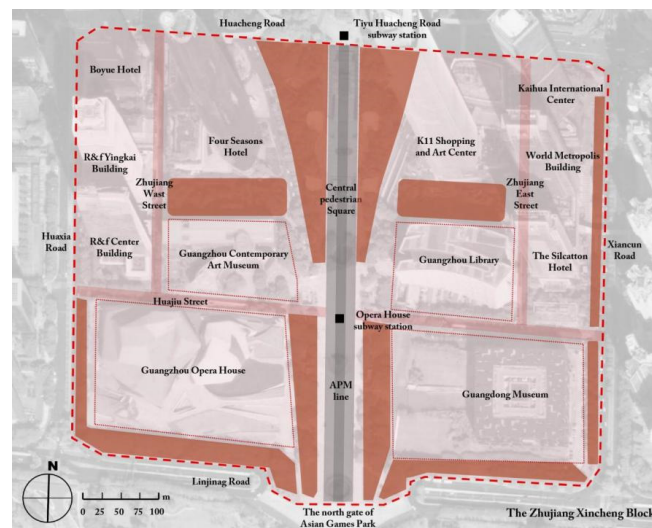 Huacheng Road
Tiyu Huacheng Road
subway station
Boyue Hotel
Kaihua International
Center
Four Seasons
Hotel
K11 Shopping
and Art Center
R&f Yingkai
Building
World Metropolis
Building
Zhujiang
Wast
Street
Central
pedestrian
Square
Zhujiang
East
Street
Huaxia
Road
R&f Center
Building
Guangzhou Contemporary
Art Museum
Guangzhou Library
The Silcatton
Hotel
Xiancun
Road
Huajiu Street
Opera House
subway station
Guangzhou Opera House
APM
line
Guangdong Museum
N
0 25 50 75 100 m
Linjinag Road
The north gate of
Asian Games Park
The Zhujiang Xincheng Block